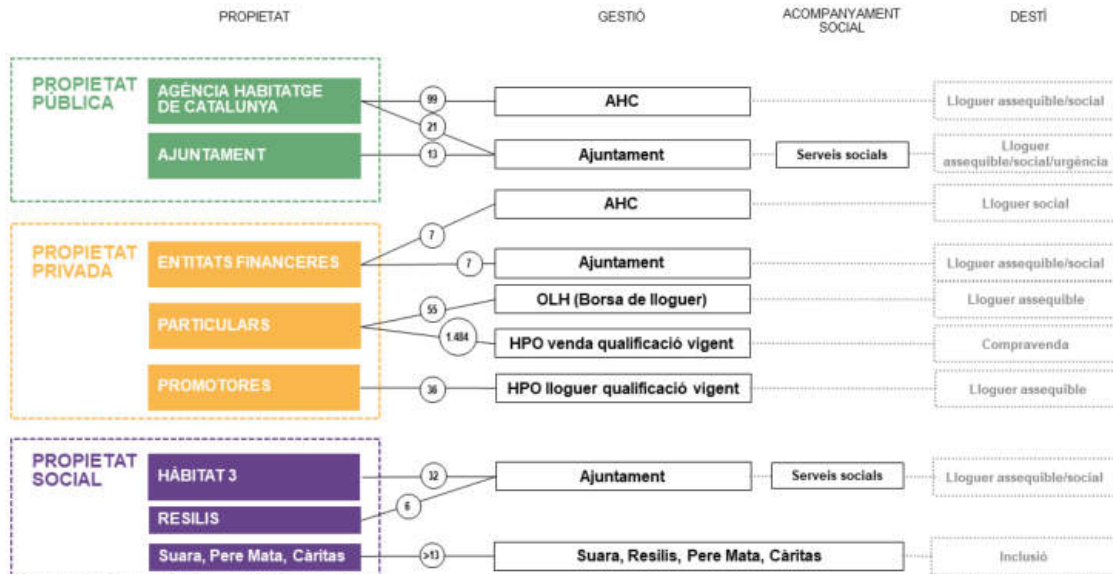 PROPIETAT
GESTIÓ
ACOMPANYAMENT
SOCIAL
DESTÍ
PROPIETAT
PÚBLICA
AGÈNCIA HABITATGE
DE CATALUNYA
99
AHC
Lloguer assequible/social
21
AJUNTAMENT
13
Ajuntament
Serveis socials
Lloguer
assequible/social/urgència
AHC
Lloguer social
7
PROPIETAT
PRIVADA
ENTITATS FINANCERES
7
Ajuntament
Lloguer assequible/social
PARTICULARS
55
OLH (Borsa de lloguer)
Lloguer assequible
1.484
HPO venda qualificació vigent
Compravenda
PROMOTORES
36
HPO lloguer qualificació vigent
Lloguer assequible
PROPIETAT
SOCIAL
HÀBITAT 3
32
Ajuntament
Serveis socials
Lloguer assequible/social
RESILIS
6
Suara, Pere Mata, Càritas
>13
Suara, Resilis, Pere Mata, Càritas
Inclusió